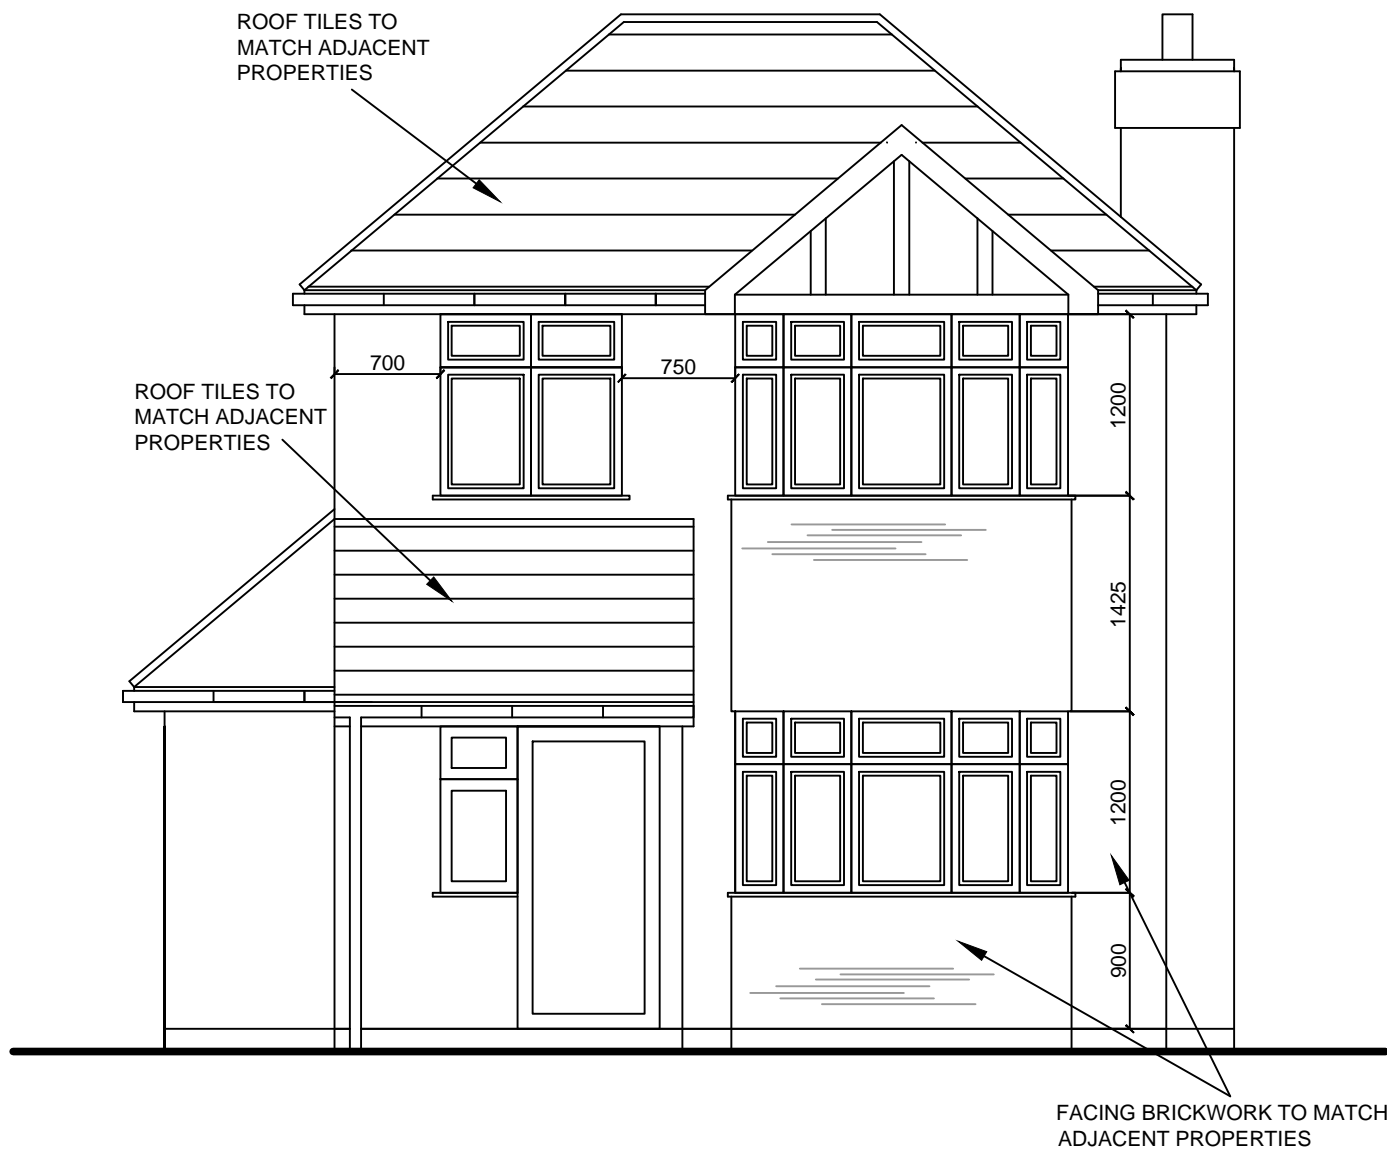 ROOF TILES TO
MATCH ADJACENT
PROPERTIES
700
750
1200
ROOF TILES TO
MATCH ADJACENT
PROPERTIES
1425
1200
900
FACING BRICKWORK TO MATCH
ADJACENT PROPERTIES